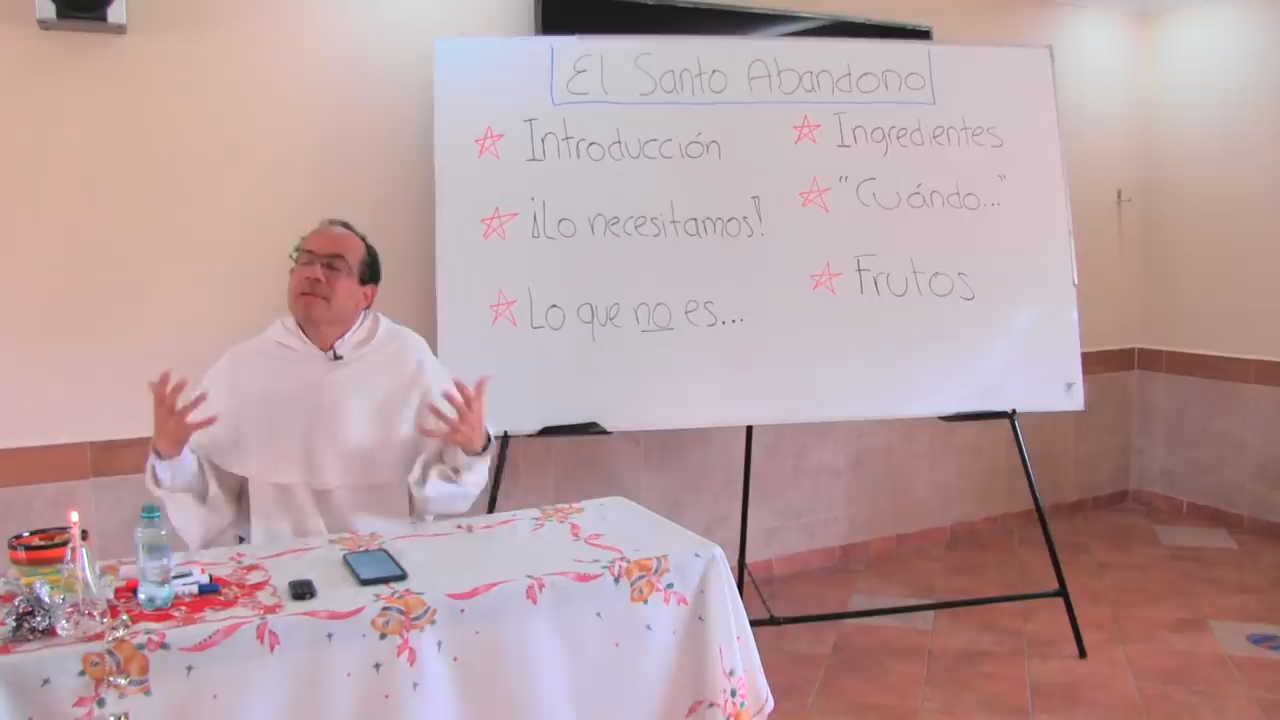 El Santo Abandono
Introducción
¡Lo necesitamos!
Lo que no es...
Ingredientes
"Cuándo..."
Frutos